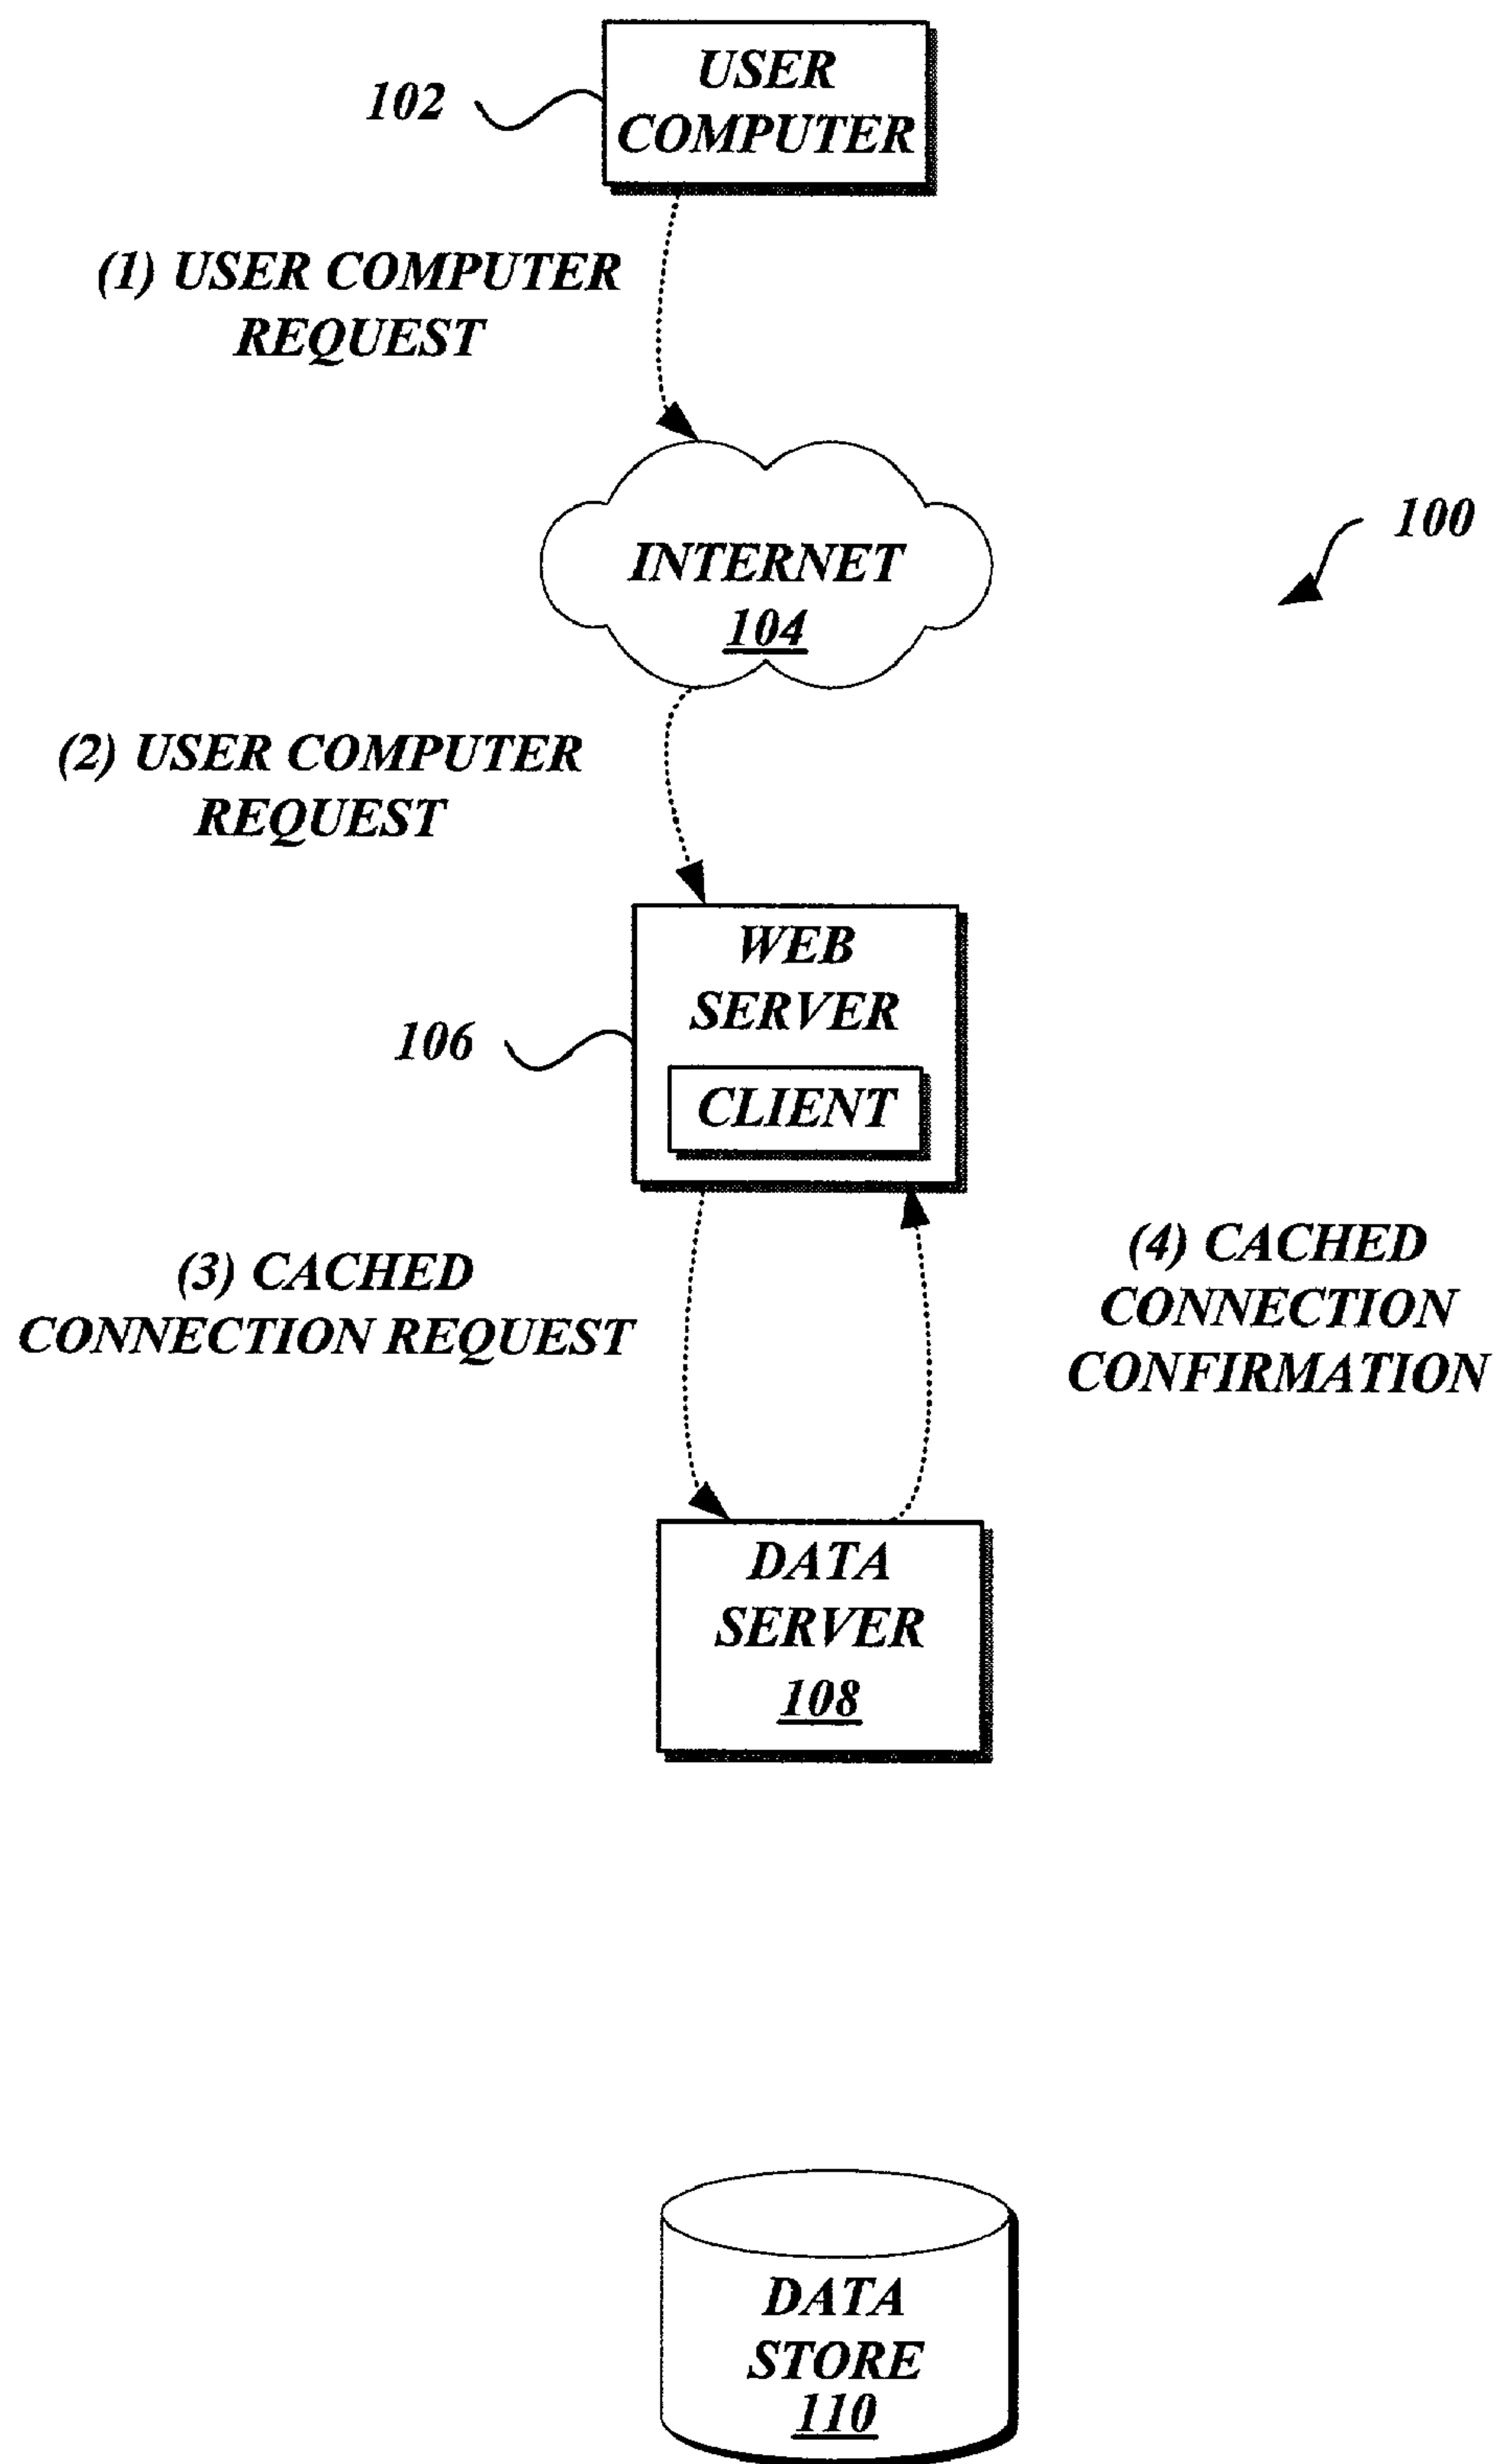 USER
COMPUTER
102
(1) USER COMPUTER
REQUEST
INTERNET
104
100
(2) USER COMPUTER
REQUEST
WEB
SERVER
106
CLIENT
(3) CACHED
CONNECTION REQUEST
(4) CACHED
CONNECTION
CONFIRMATION
DATA
SERVER
108
DATA
STORE
110